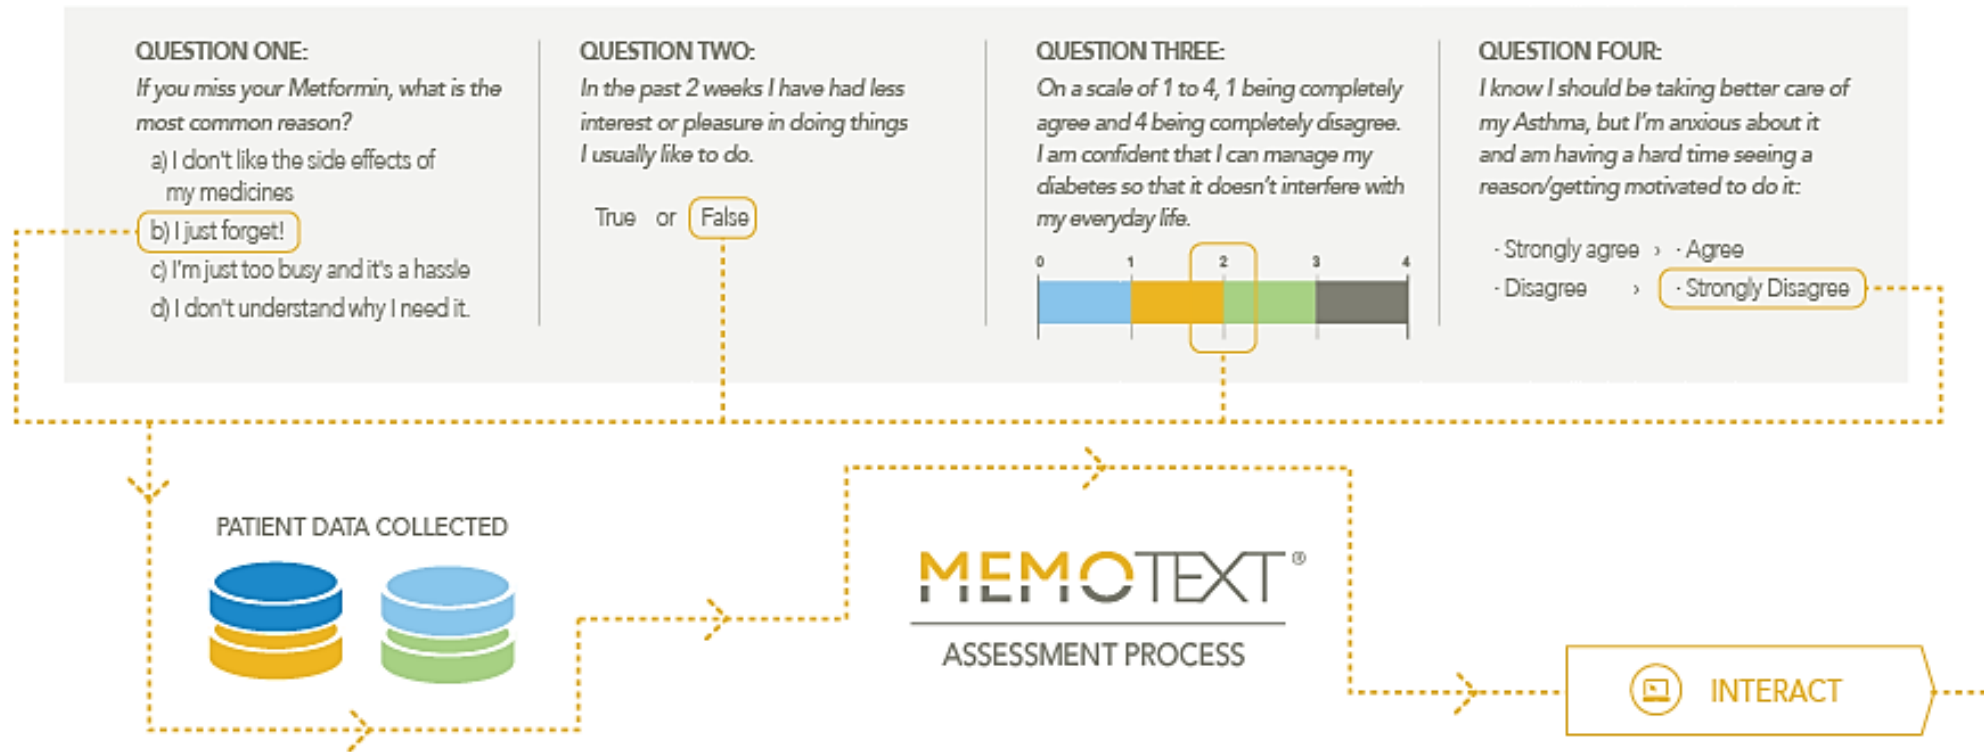 QUESTION ONE:
If you miss your Metformin, what is the
most common reason?
a) I don't like the side effects of
my medicines
b) I just forget!
c) I'm just too busy and it's a hassle
d) I don't understand why I need it.
QUESTION TWO:
In the past 2 weeks I have had less
interest or pleasure in doing things
I usually like to do.
True or False
QUESTION THREE:
On a scale of 1 to 4, 1 being completely
agree and 4 being completely disagree.
I am confident that I can manage my
diabetes so that it doesn't interfere with
my everyday life.
0 1 2 3 4
QUESTION FOUR:
I know I should be taking better care of
my Asthma, but I'm anxious about it
and am having a hard time seeing a
reason/getting motivated to do it:
· Strongly agree › · Agree
· Disagree › · Strongly Disagree
PATIENT DATA COLLECTED
MEMOTEXT®
ASSESSMENT PROCESS
INTERACT